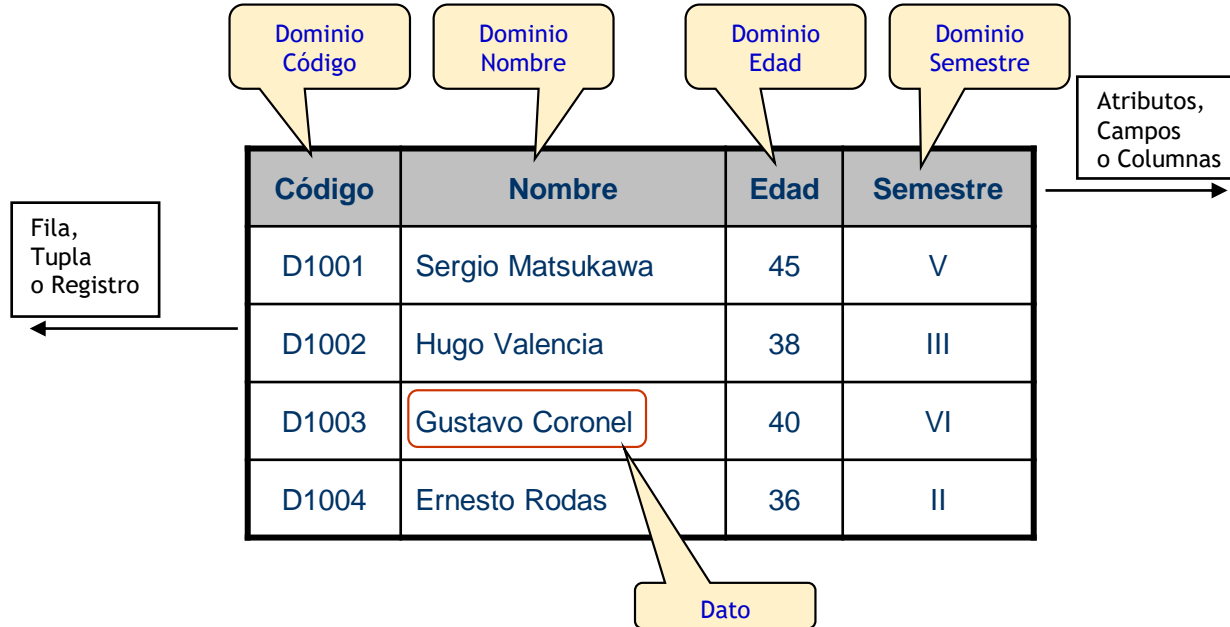 Dominio
Código
Dominio
Nombre
Dominio
Edad
Dominio
Semestre
Atributos,
Campos
o Columnas
Código Nombre Edad Semestre
Fila,
Tupla
o Registro
D1001 Sergio Matsukawa 45 V
D1002 Hugo Valencia 38 III
D1003 Gustavo Coronel 40 VI
D1004 Ernesto Rodas 36 II
Dato